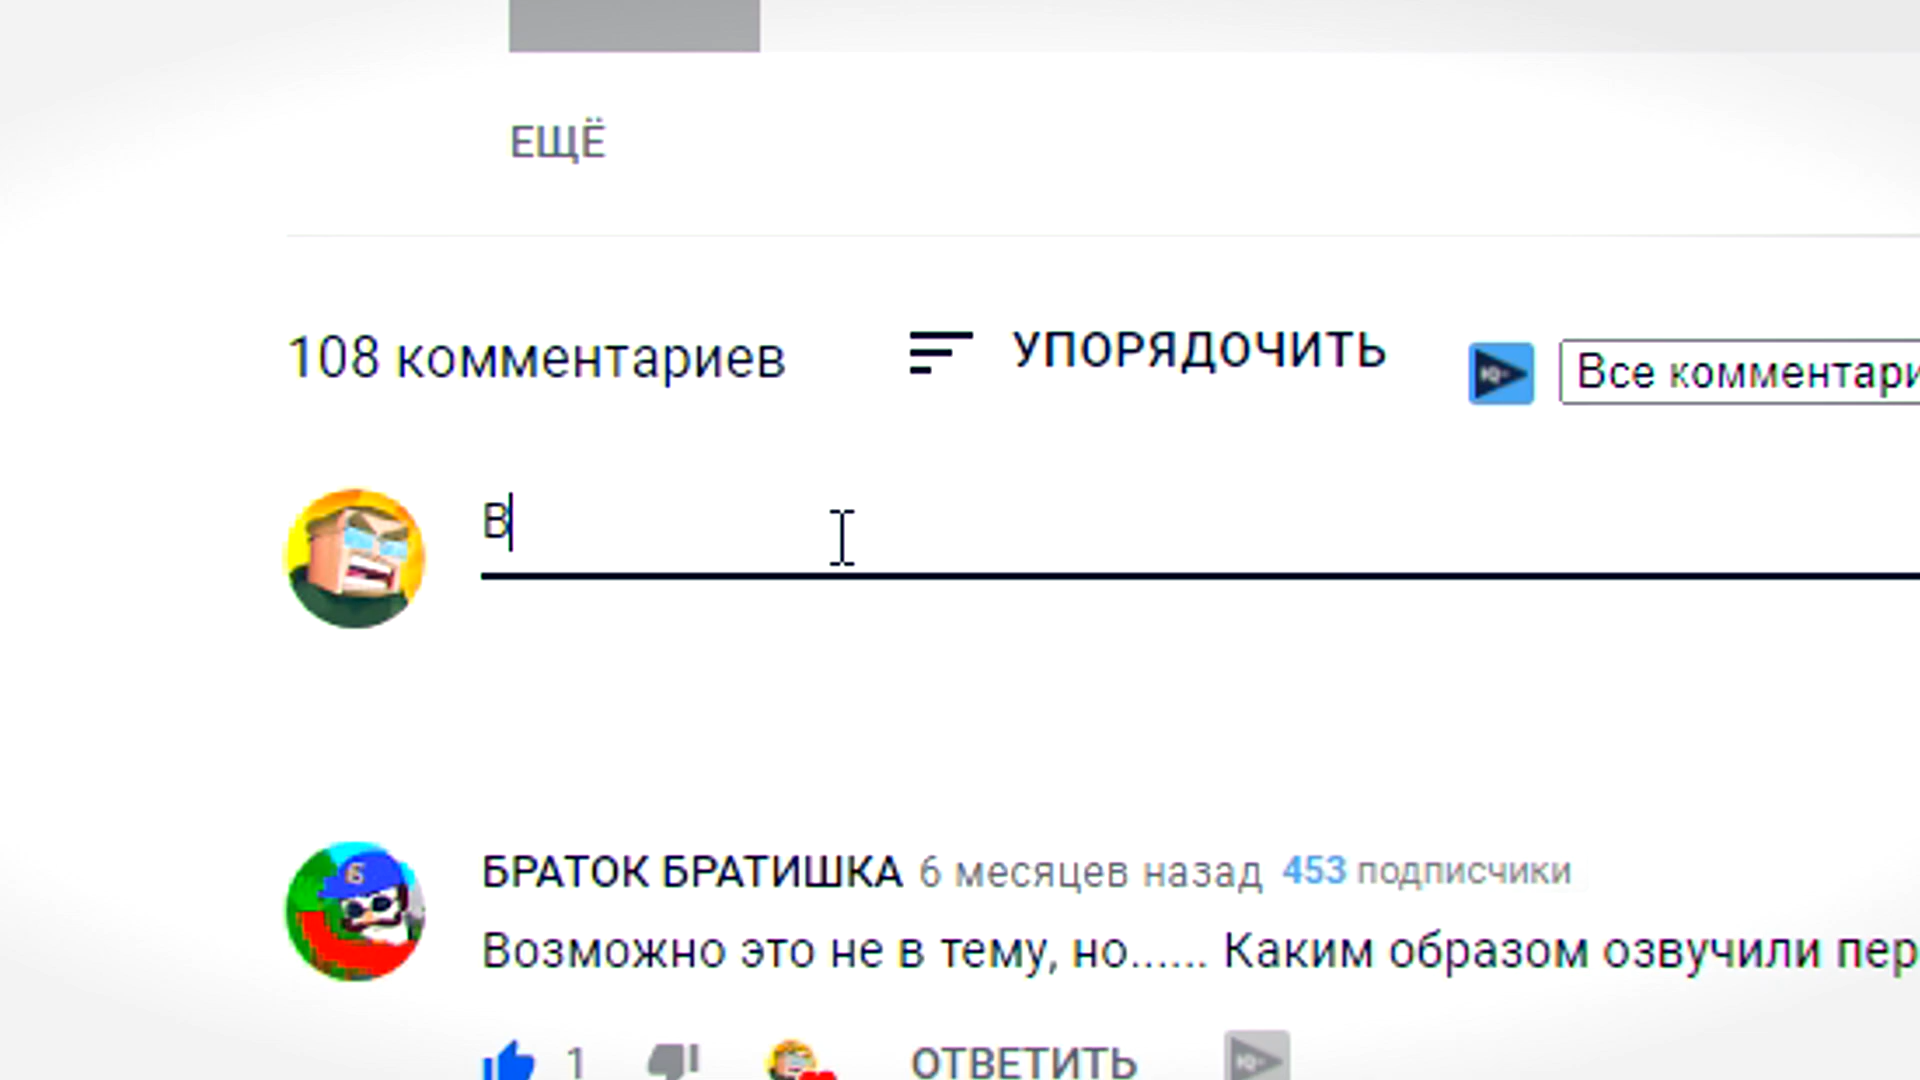 ЕЩЁ
108 комментариев УПОРЯДОЧИТЬ Все комментари
В
БРАТОК БРАТИШКА 6 месяцев назад 453 подписчики
Возможно это не в тему, но...... Каким образом озвучили пер
1 ОТВЕТИТЬ